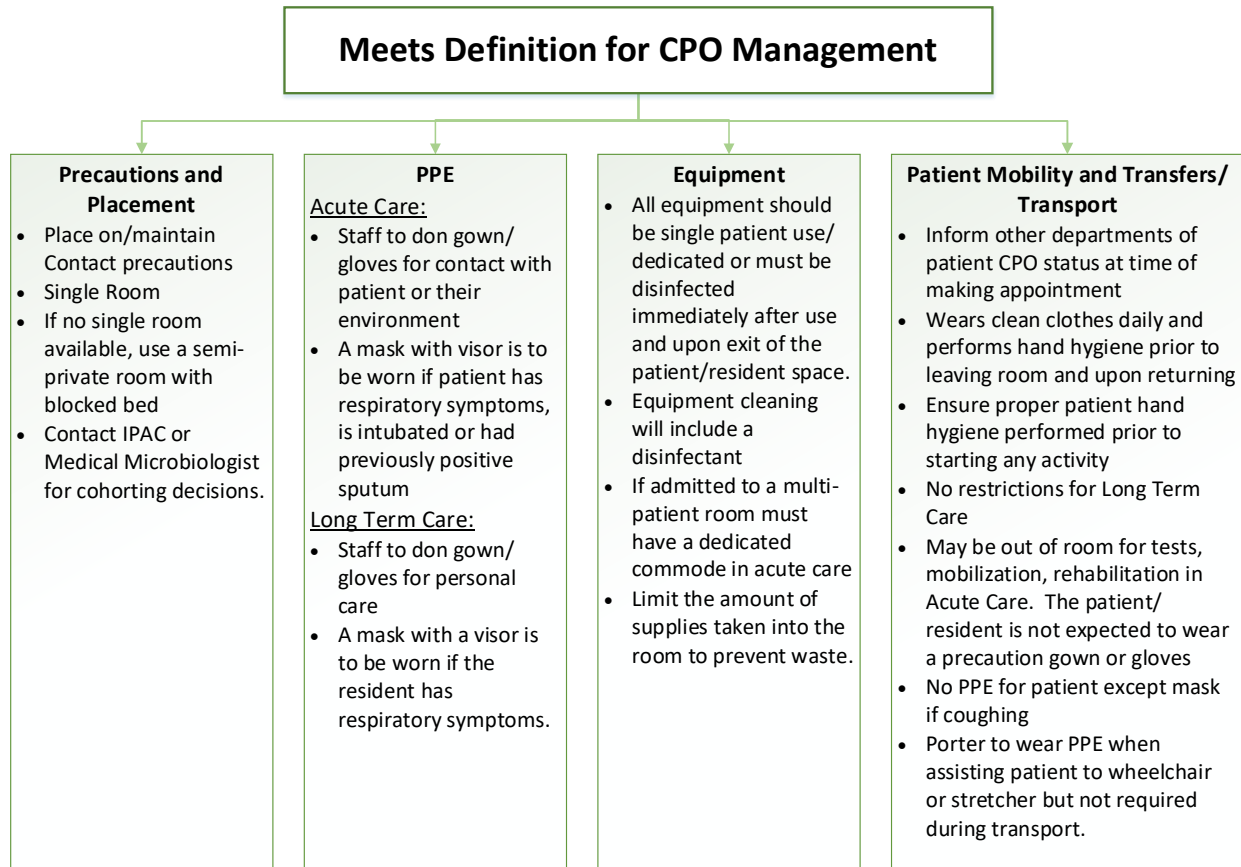 Meets Definition for CPO Management
Precautions and
Placement
• Place on/maintain
Contact precautions
• Single Room
• If no single room
available, use a semi-
private room with
blocked bed
• Contact IPAC or
Medical Microbiologist
for cohorting decisions.
PPE
Acute Care:
• Staff to don gown/
gloves for contact with
patient or their
environment
• A mask with visor is to
be worn if patient has
respiratory symptoms,
is intubated or had
previously positive
sputum
Long Term Care:
• Staff to don gown/
gloves for personal
care
• A mask with a visor is
to be worn if the
resident has
respiratory symptoms.
Equipment
• All equipment should
be single patient use/
dedicated or must be
disinfected
immediately after use
and upon exit of the
patient/resident space.
• Equipment cleaning
will include a
disinfectant
• If admitted to a multi-
patient room must
have a dedicated
commode in acute care
• Limit the amount of
supplies taken into the
room to prevent waste.
Patient Mobility and Transfers/
Transport
• Inform other departments of
patient CPO status at time of
making appointment
• Wears clean clothes daily and
performs hand hygiene prior to
leaving room and upon returning
• Ensure proper patient hand
hygiene performed prior to
starting any activity
• No restrictions for Long Term
Care
• May be out of room for tests,
mobilization, rehabilitation in
Acute Care. The patient/
resident is not expected to wear
a precaution gown or gloves
• No PPE for patient except mask
if coughing
• Porter to wear PPE when
assisting patient to wheelchair
or stretcher but not required
during transport.